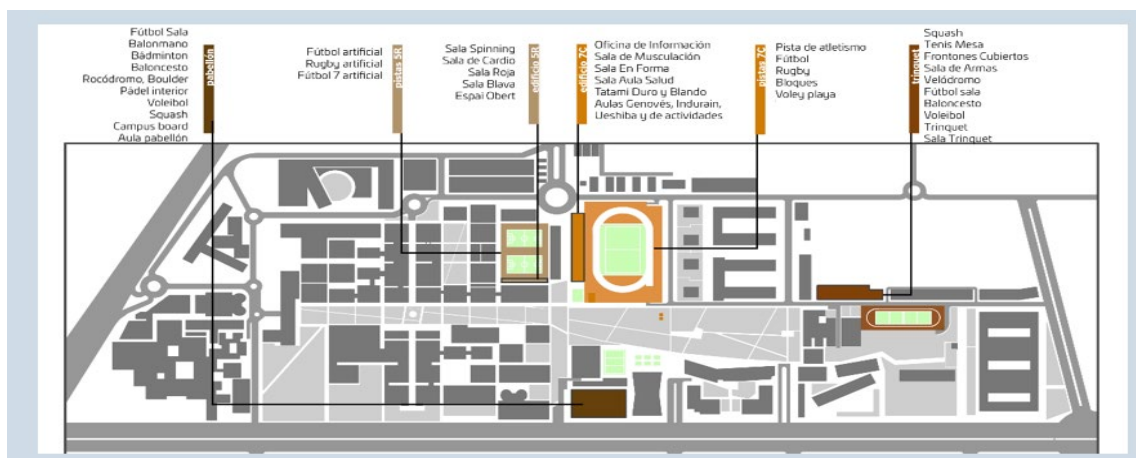 Fútbol Sala
Balonmano
Bádminton
Baloncesto
Rocódromo, Boulder
Pádel interior
Voleibol
Squash
Campus board
Aula pabellón
pabellón
Fútbol artificial
Rugby artificial
Fútbol 7 artificial
pistas 5R
Sala Spinning
Sala de Cardio
Sala Roja
Sala Blava
Espai Obert
edificio 5R
edificio 7C
Oficina de Información
Sala de Musculación
Sala En Forma
Sala Aula Salud
Tatami Duro y Blando
Aulas Genovés, Indurain,
Ueshiba y de actividades
pistas 7C
Pista de atletismo
Fútbol
Rugby
Bloques
Voley playa
trinquet
Squash
Tenis Mesa
Frontones Cubiertos
Sala de Armas
Velódromo
Fútbol sala
Baloncesto
Voleibol
Trinquet
Sala Trinquet